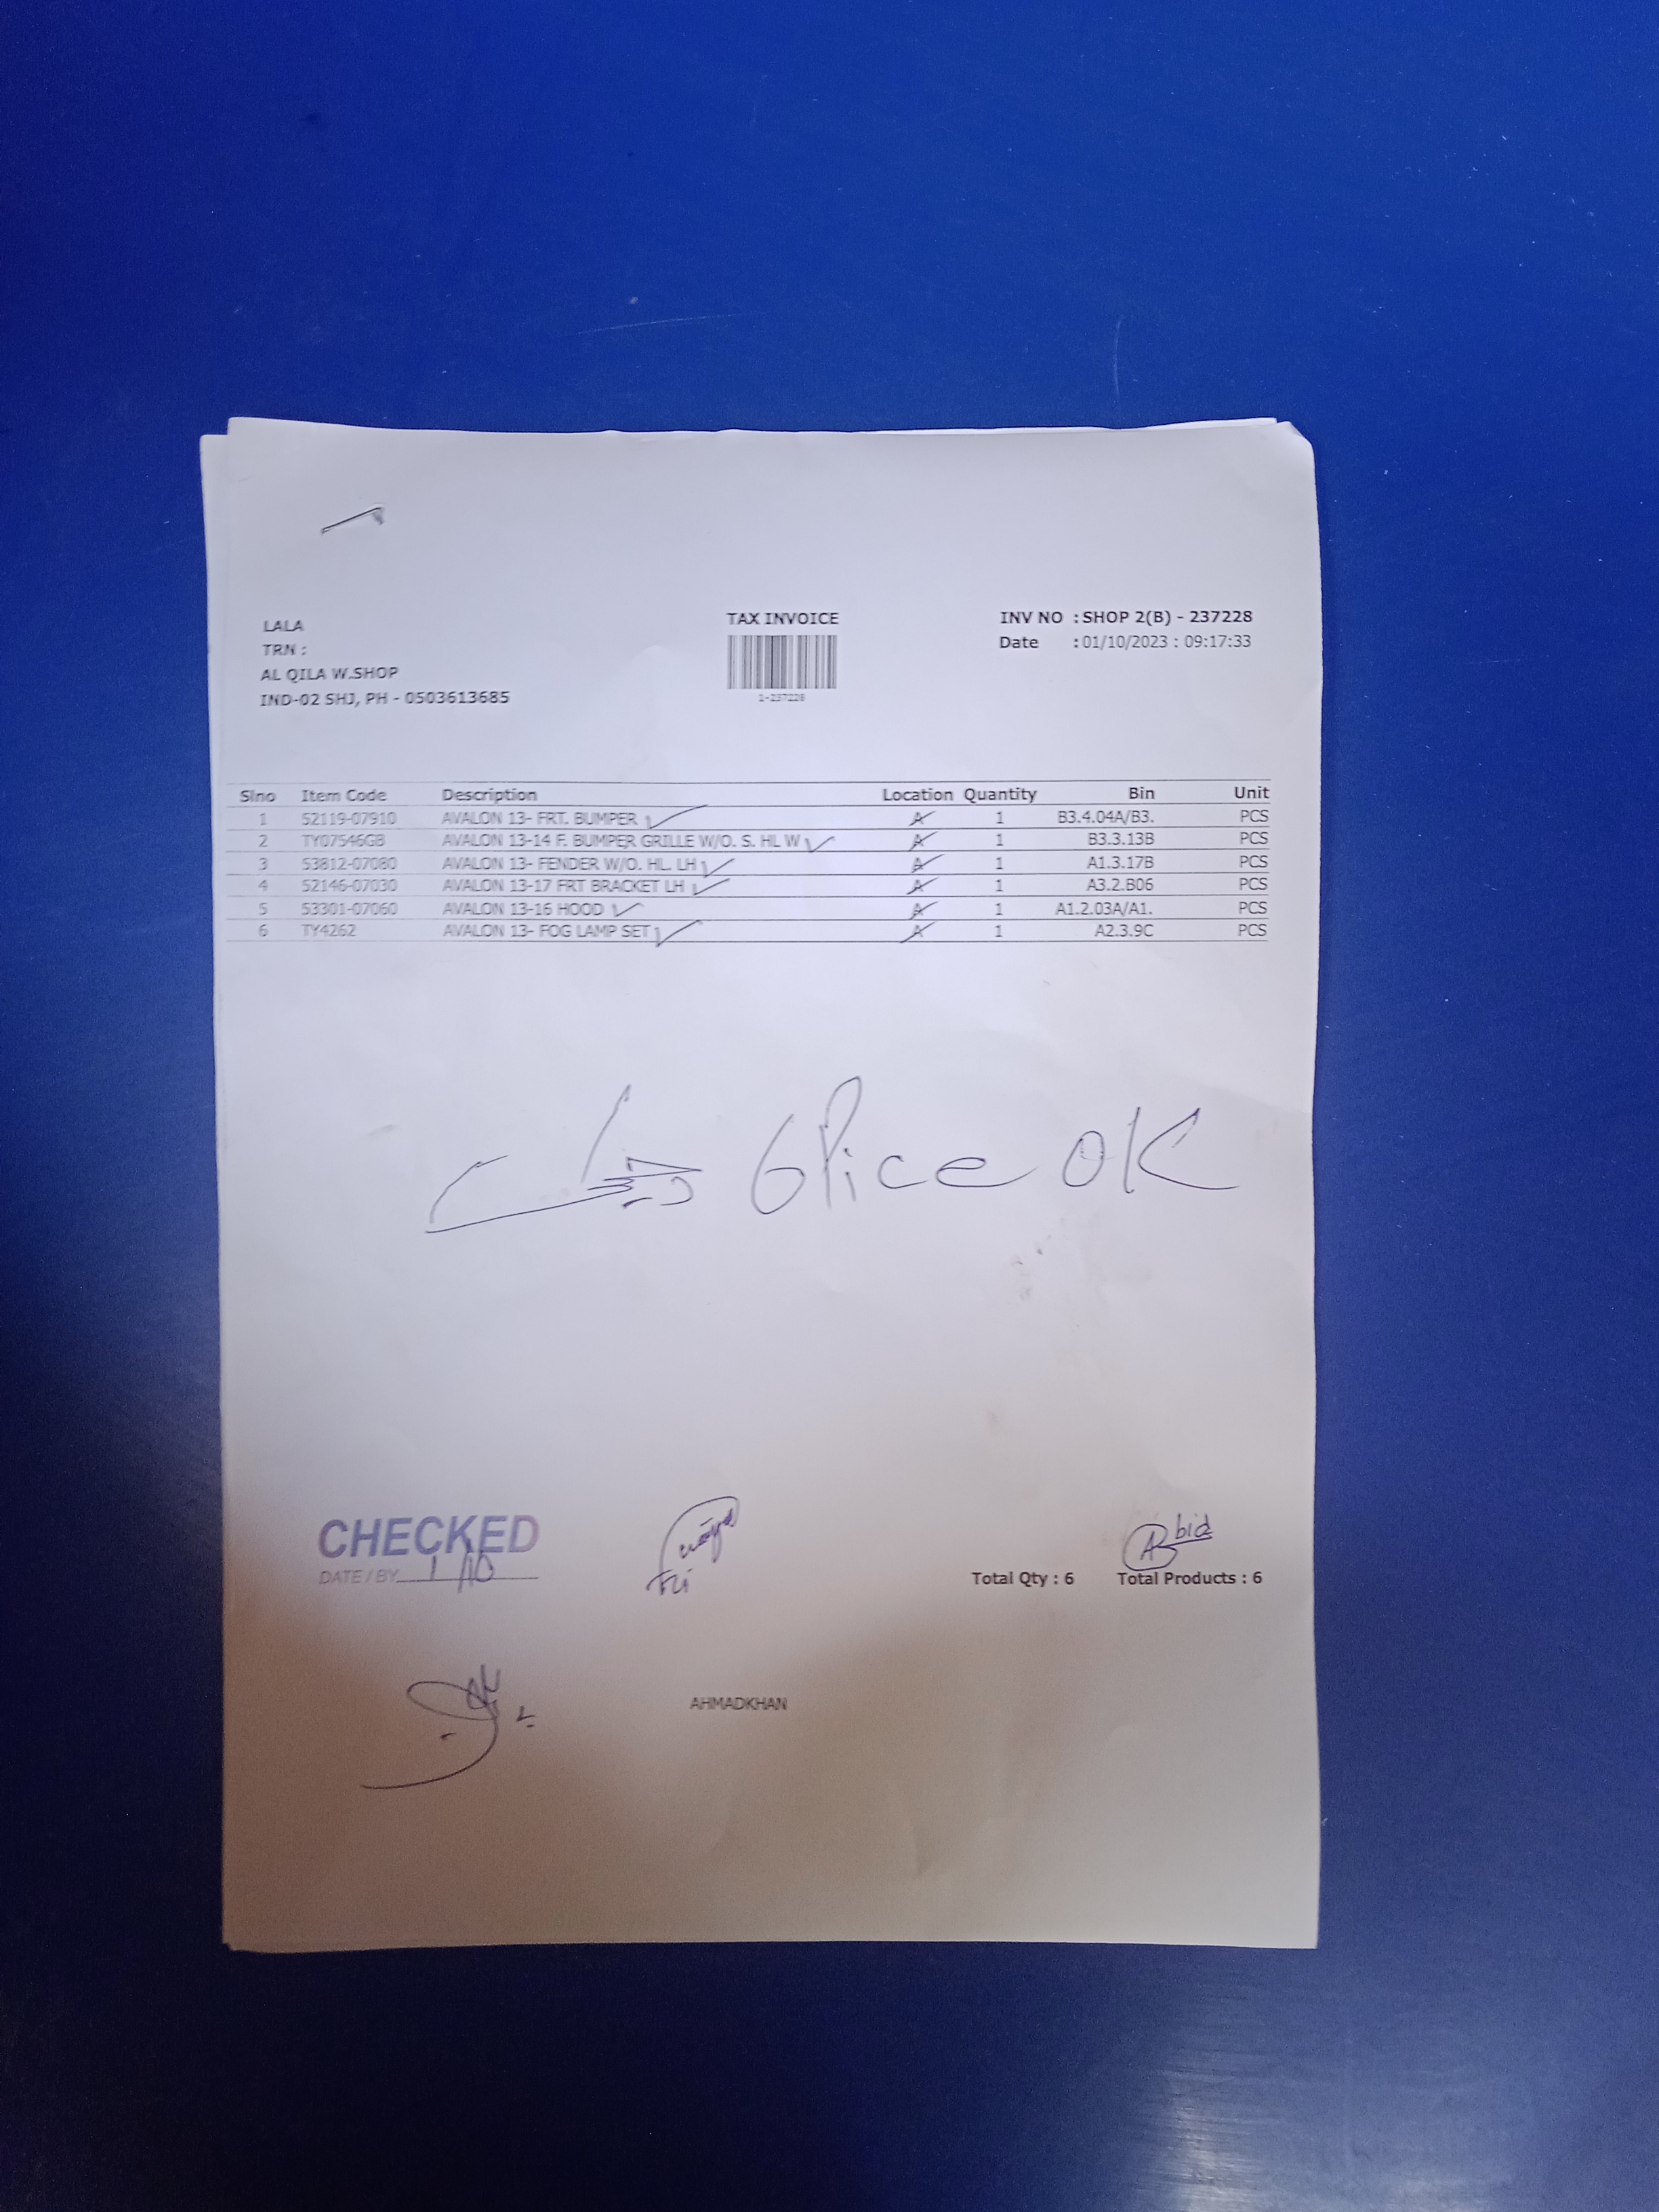 LALA
TRN :
AL QILA W.SHOP
IND-02 SHJ, PH - 0503613685
TAX INVOICE
1-237228
INV NO : SHOP 2(B) - 237228
Date : 01/10/2023 : 09:17:33
Slno Item Code Description Location Quantity Bin Unit
1 52119-07910 AVALON 13- FRT. BUMPER A 1 B3.4.04A/B3. PCS
2 TY07546GB AVALON 13-14 F. BUMPER GRILLE W/O. S. HL W A 1 B3.3.13B PCS
3 53812-07080 AVALON 13- FENDER W/O. HL. LH A 1 A1.3.17B PCS
4 52146-07030 AVALON 13-17 FRT BRACKET LH A 1 A3.2.B06 PCS
5 53301-07060 AVALON 13-16 HOOD A 1 A1.2.03A/A1. PCS
6 TY4262 AVALON 13- FOG LAMP SET A 1 A2.3.9C PCS
6 Pice OK
CHECKED
DATE/BY 1/10
Abid
Total Qty : 6 Total Products : 6
AHMADKHAN